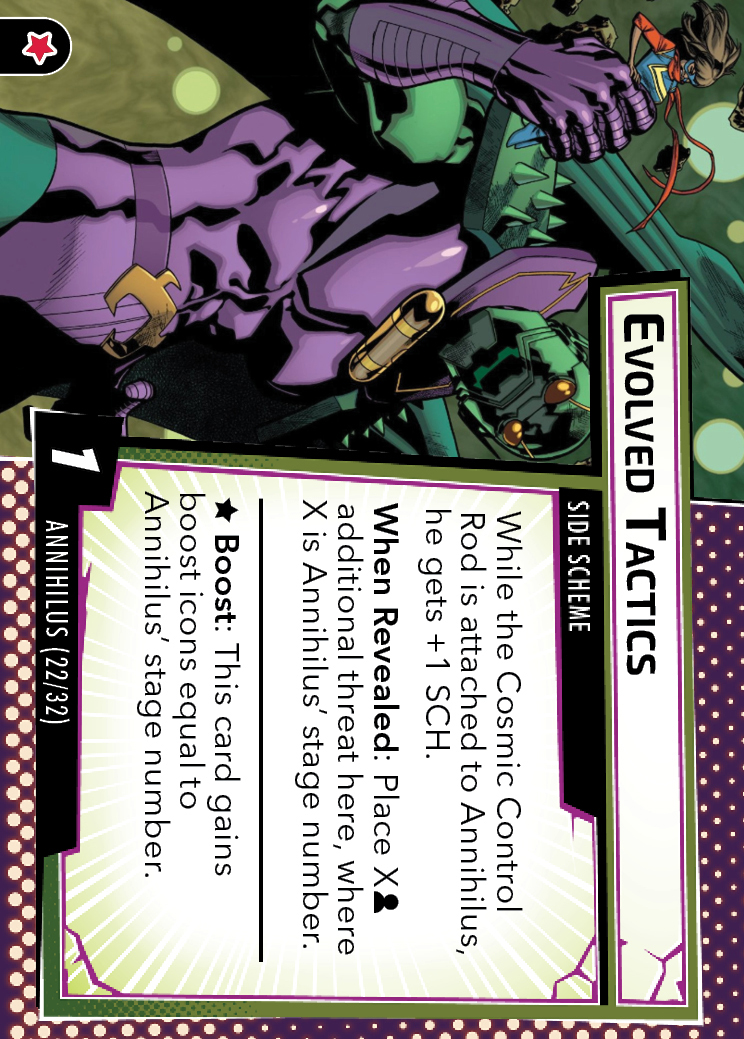 EVOLVED TACTICS
SIDE SCHEME
While the Cosmic Control
Rod is attached to Annihilus,
he gets +1 SCH.
When Revealed: Place X
additional threat here, where
X is Annihilus’ stage number.
★ Boost: This card gains
boost icons equal to
Annihilus’ stage number.
1
ANNIHILUS (22/32)